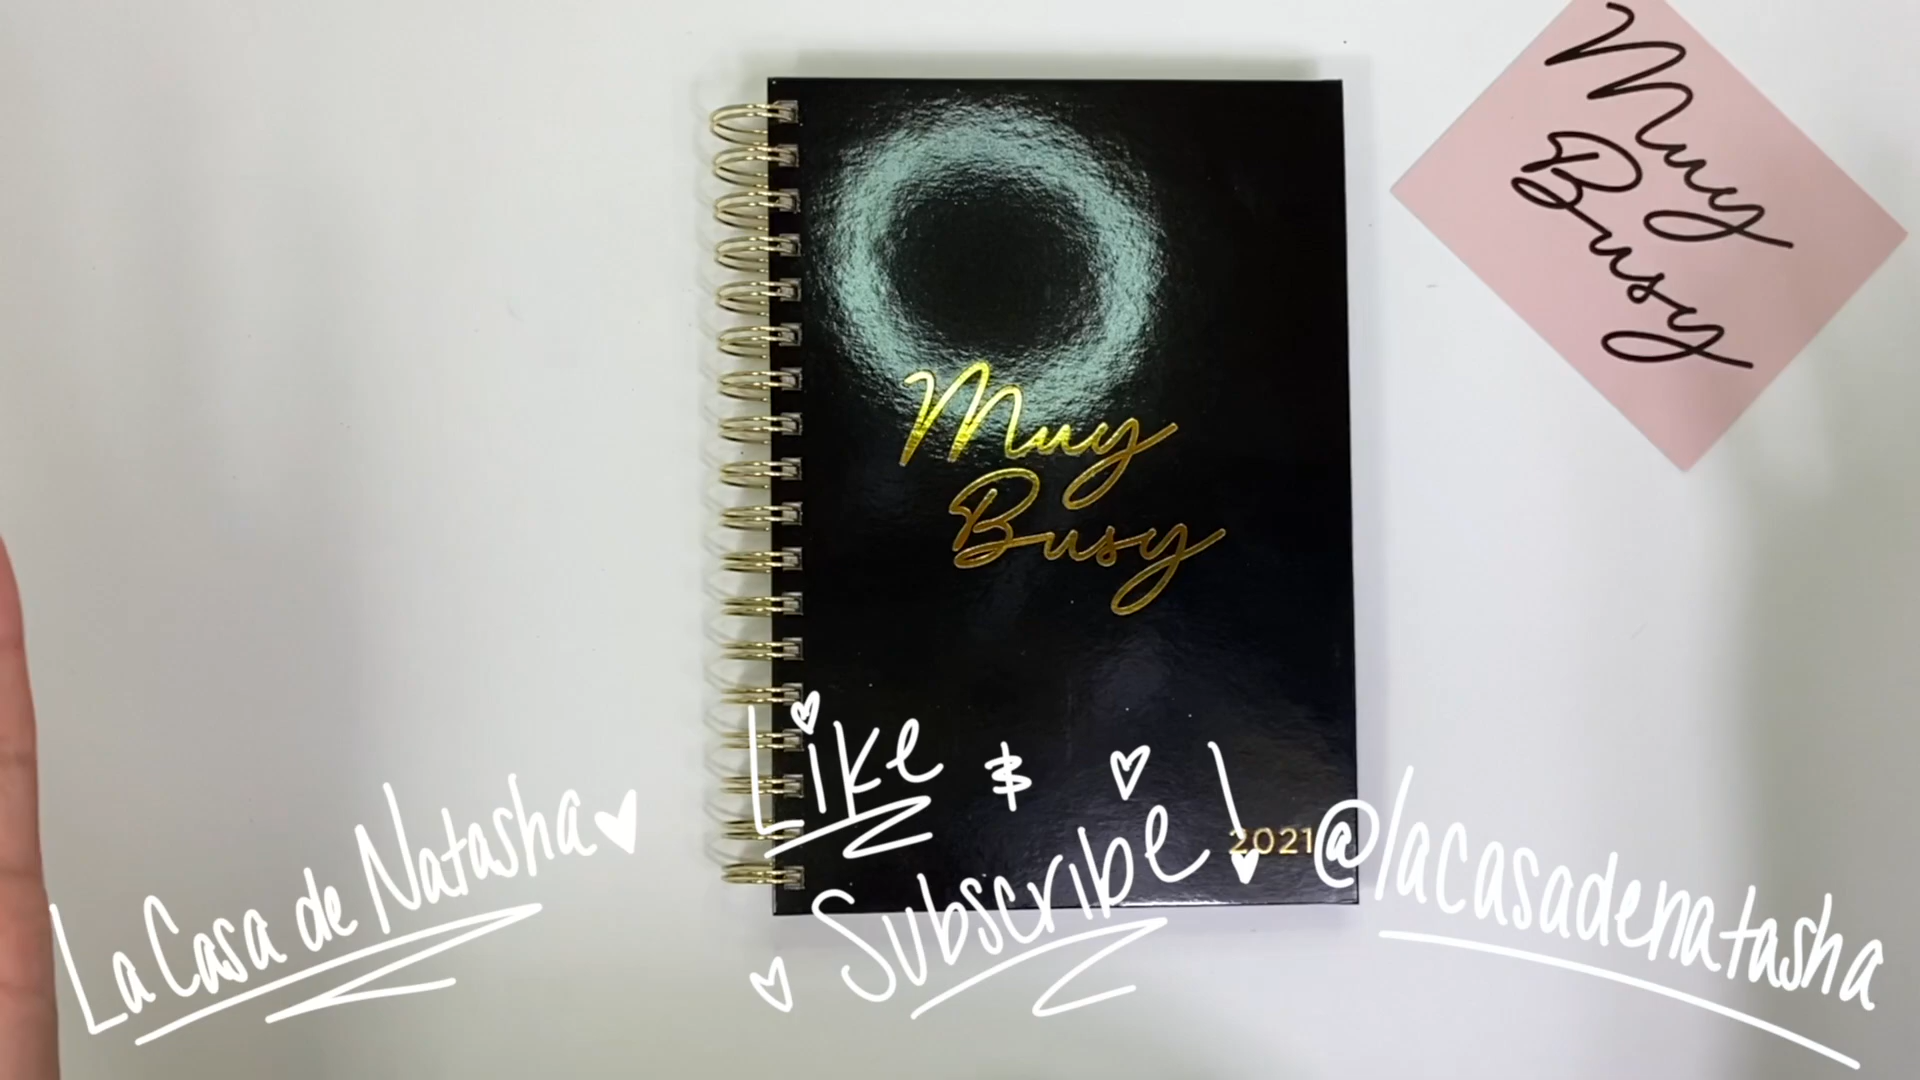 Muy
Busy
Muy
Busy
2021
La Casa de Natasha
Like &
Subscribe!
@lacasadenatasha